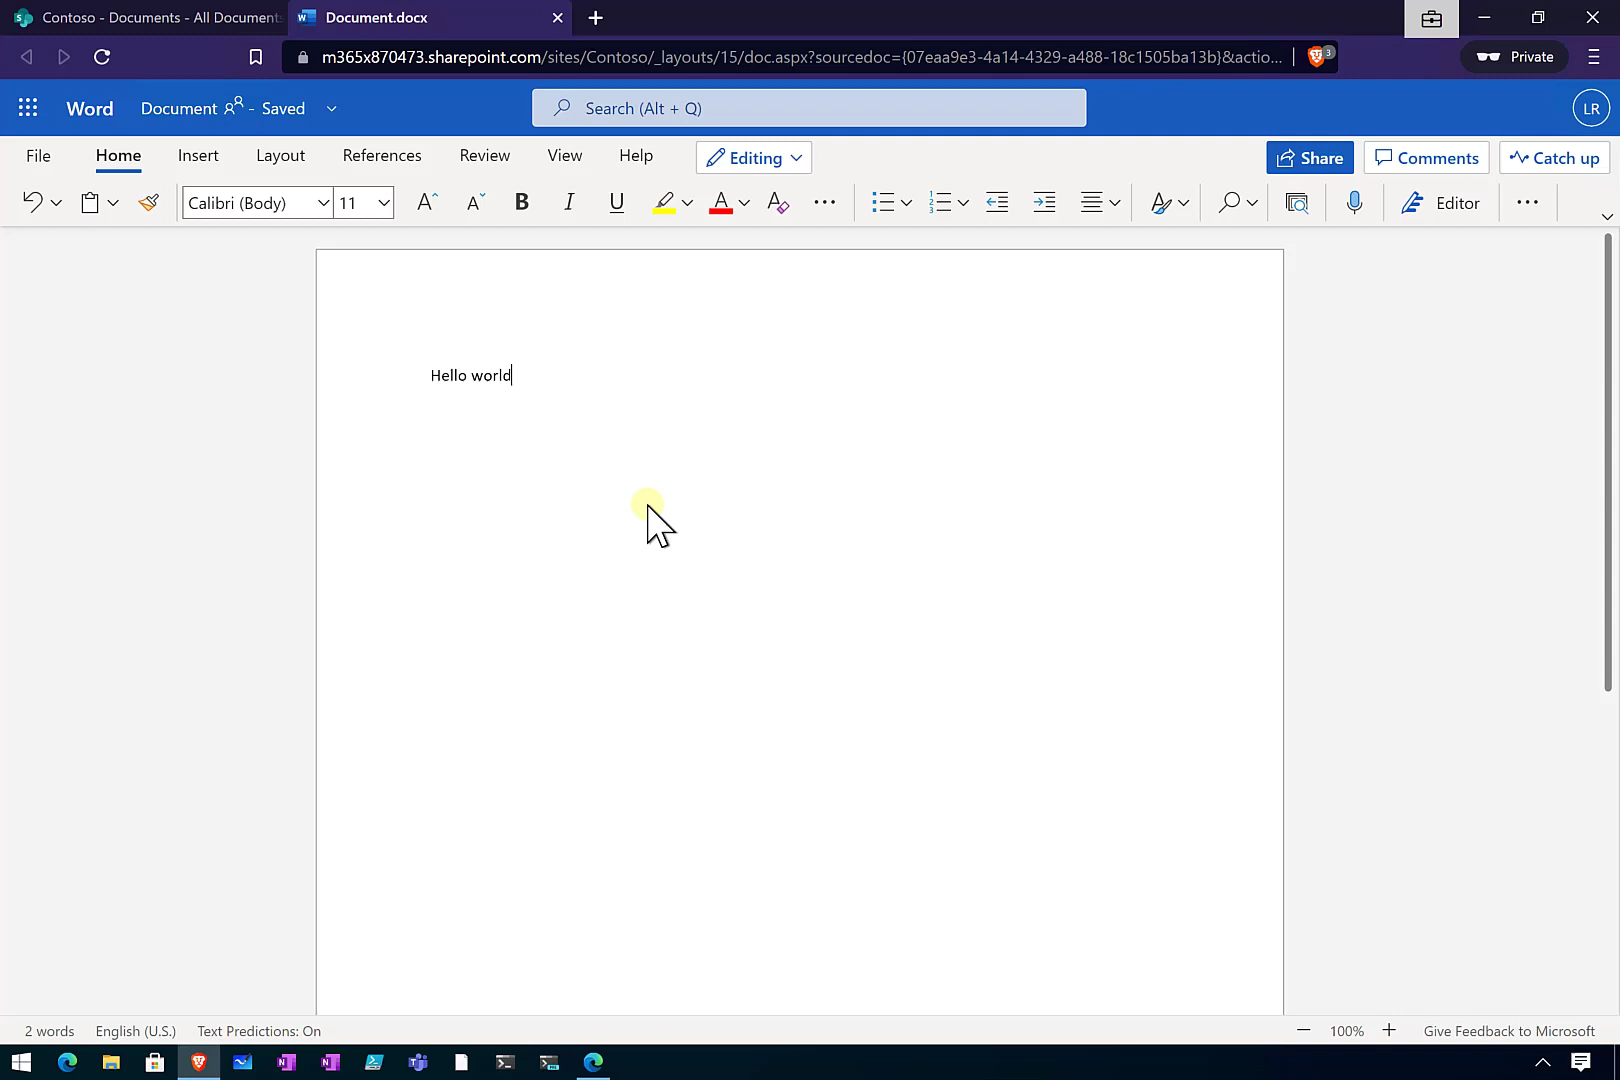 Contoso - Documents - All Document
Document.docx
m365x870473.sharepoint.com/sites/Contoso/_layouts/15/doc.aspx?sourcedoc={07eaa9e3-4a14-4329-a488-18c1505ba13b}&actio...
3
Private
Word
Document - Saved
Search (Alt + Q)
LR
File Home Insert Layout References Review View Help Editing Share Comments Catch up
Calibri (Body) 11 Editor
Hello world
2 words English (U.S.) Text Predictions: On 100% Give Feedback to Microsoft